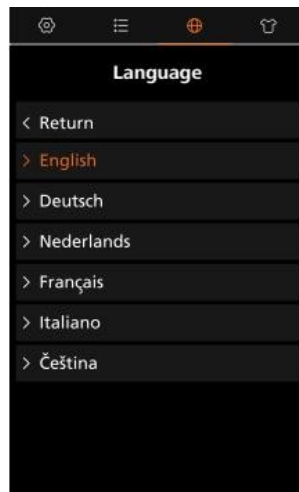 Language
< Return
> English
> Deutsch
> Nederlands
> Français
> Italiano
> Čeština